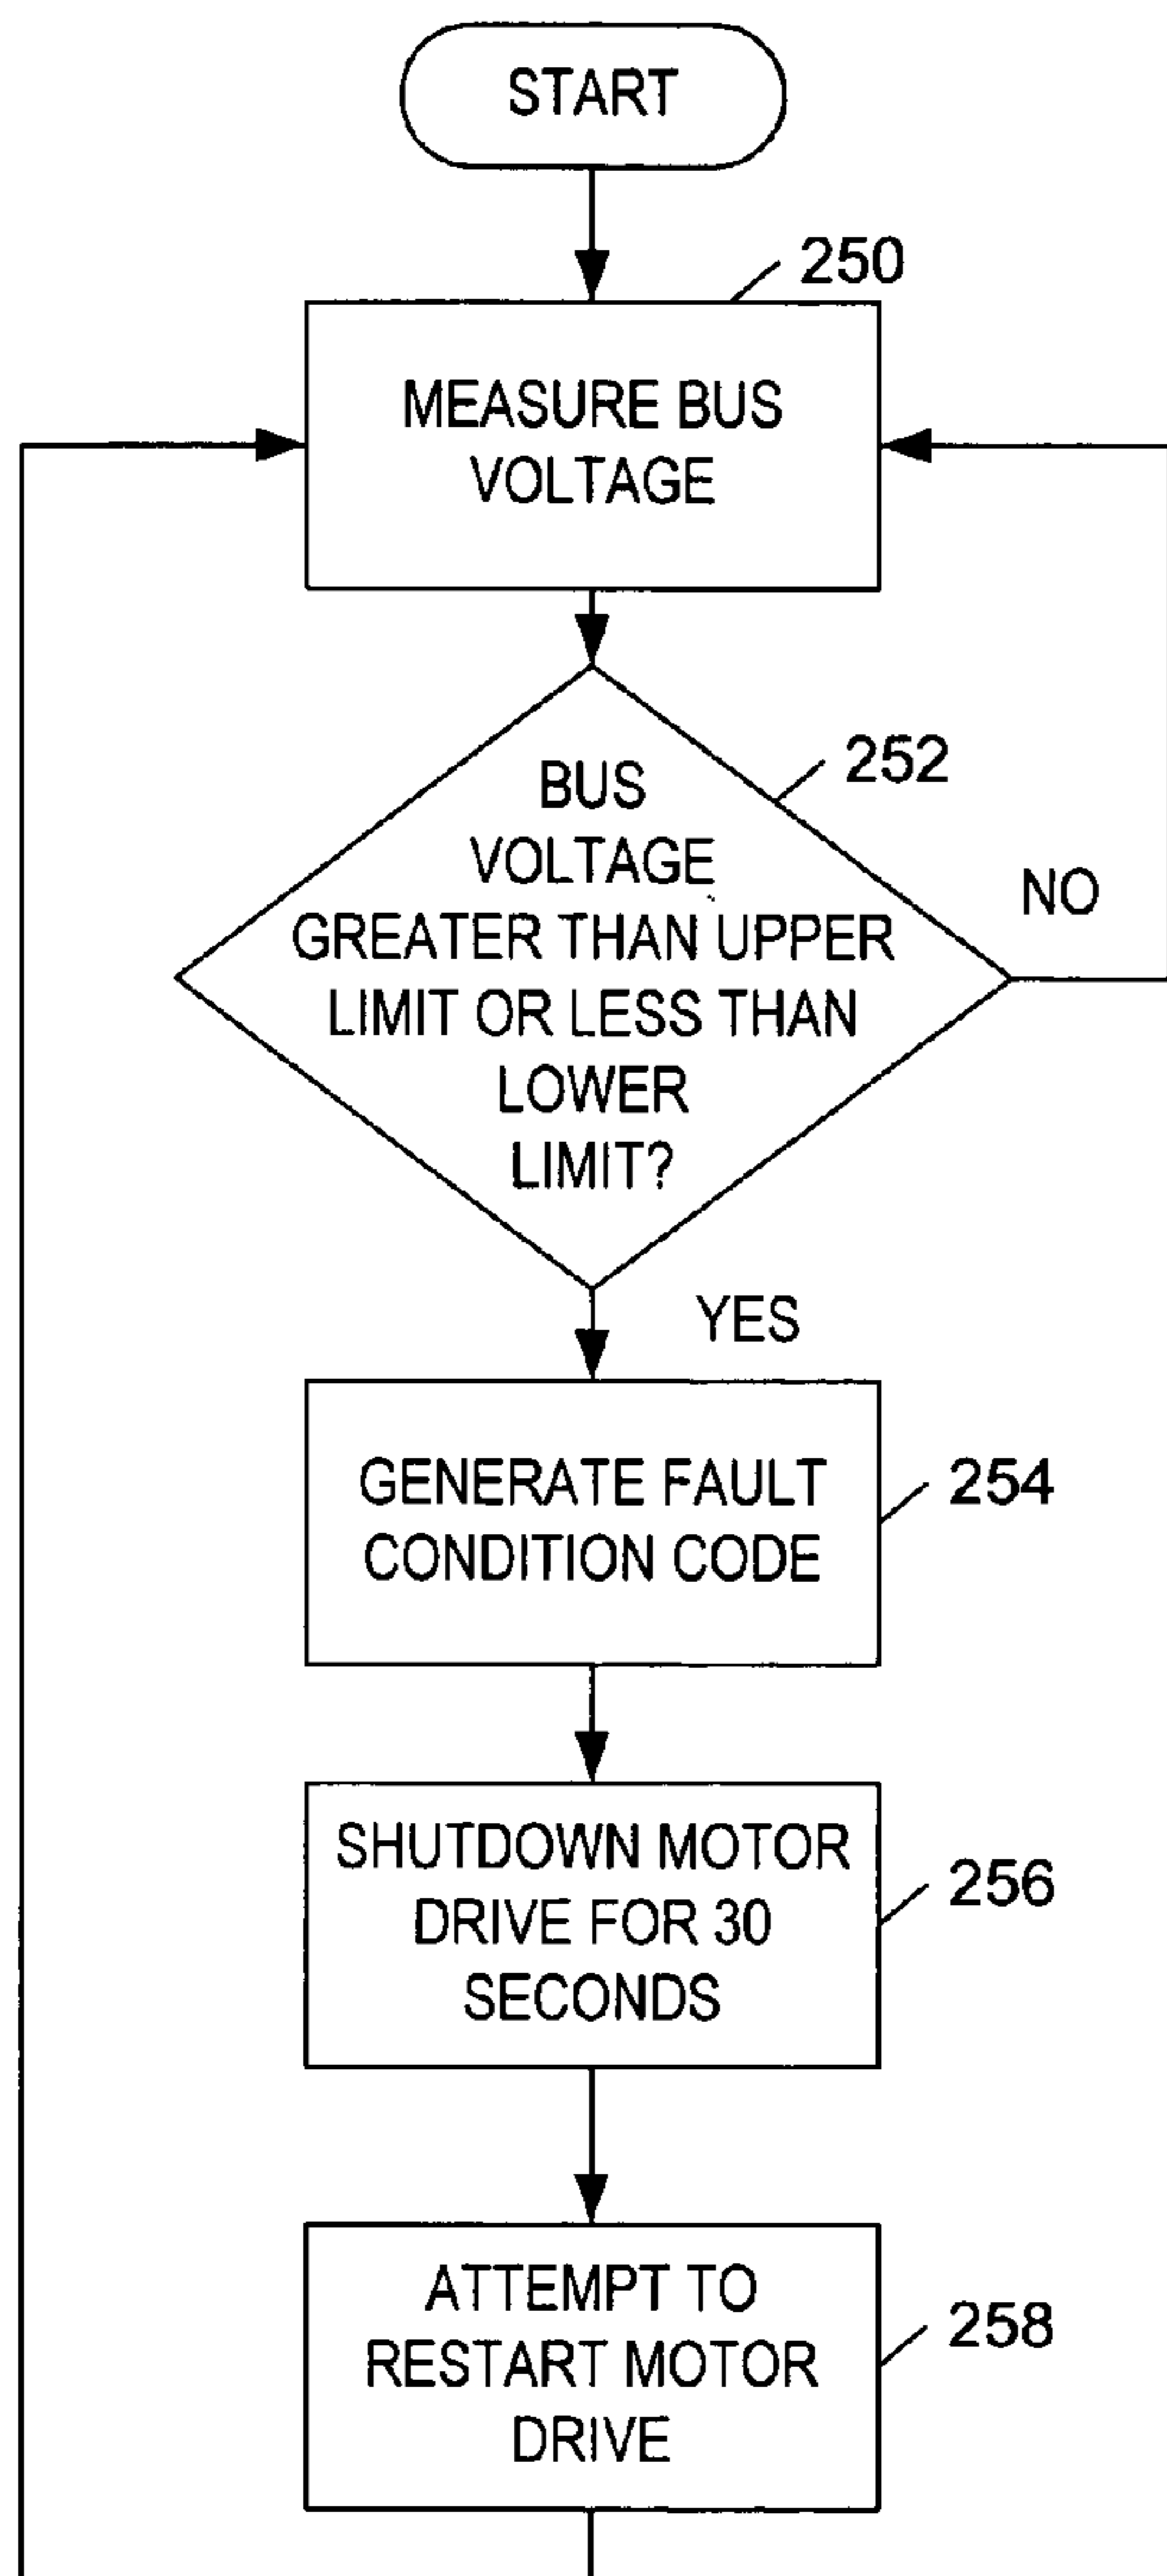 START
250
MEASURE BUS
VOLTAGE
252
BUS
VOLTAGE
GREATER THAN UPPER
LIMIT OR LESS THAN
LOWER
LIMIT?
NO
YES
GENERATE FAULT
CONDITION CODE
254
SHUTDOWN MOTOR
DRIVE FOR 30
SECONDS
256
ATTEMPT TO
RESTART MOTOR
DRIVE
258